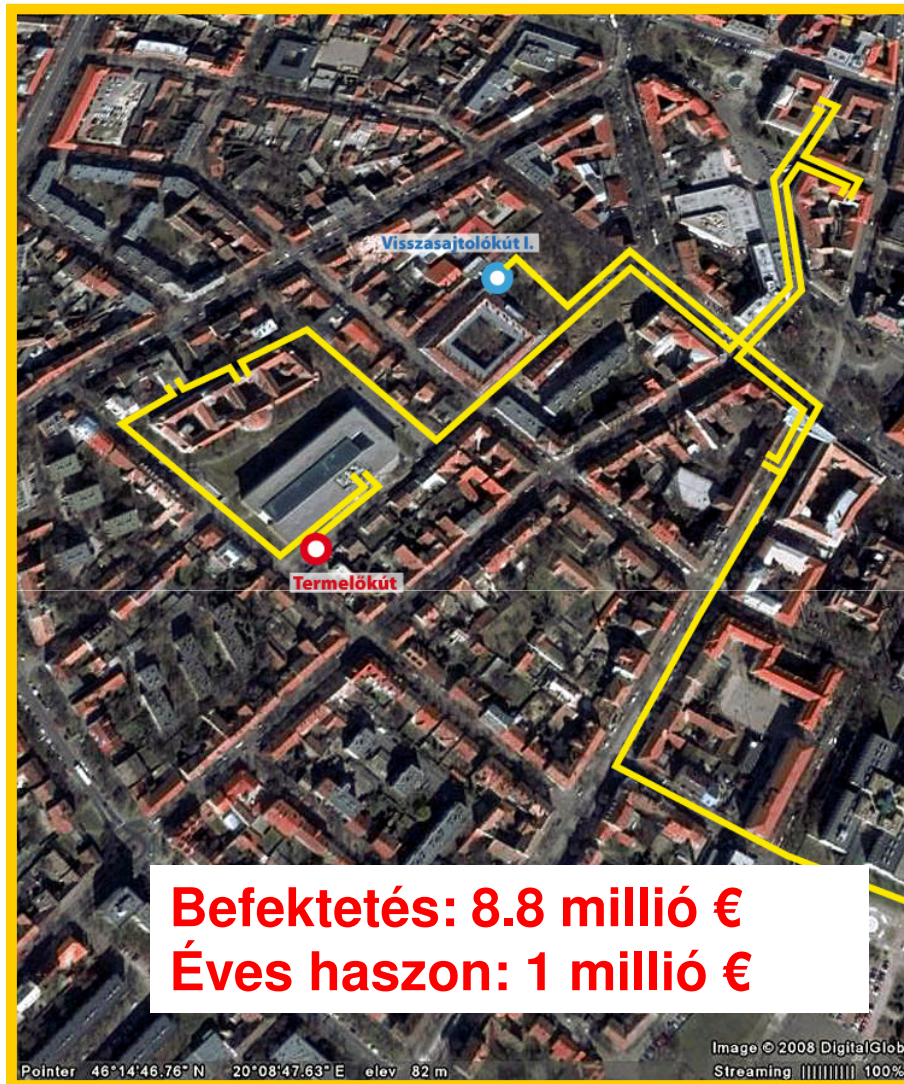 Visszasajtolókút I.
Termelőkút
Befektetés: 8.8 millió €
Éves haszon: 1 millió €
Image © 2008 DigitalGlob
Pointer 46°14'46.76" N 20°08'47.63" E elev 82 m
Streaming |||||||||| 100%